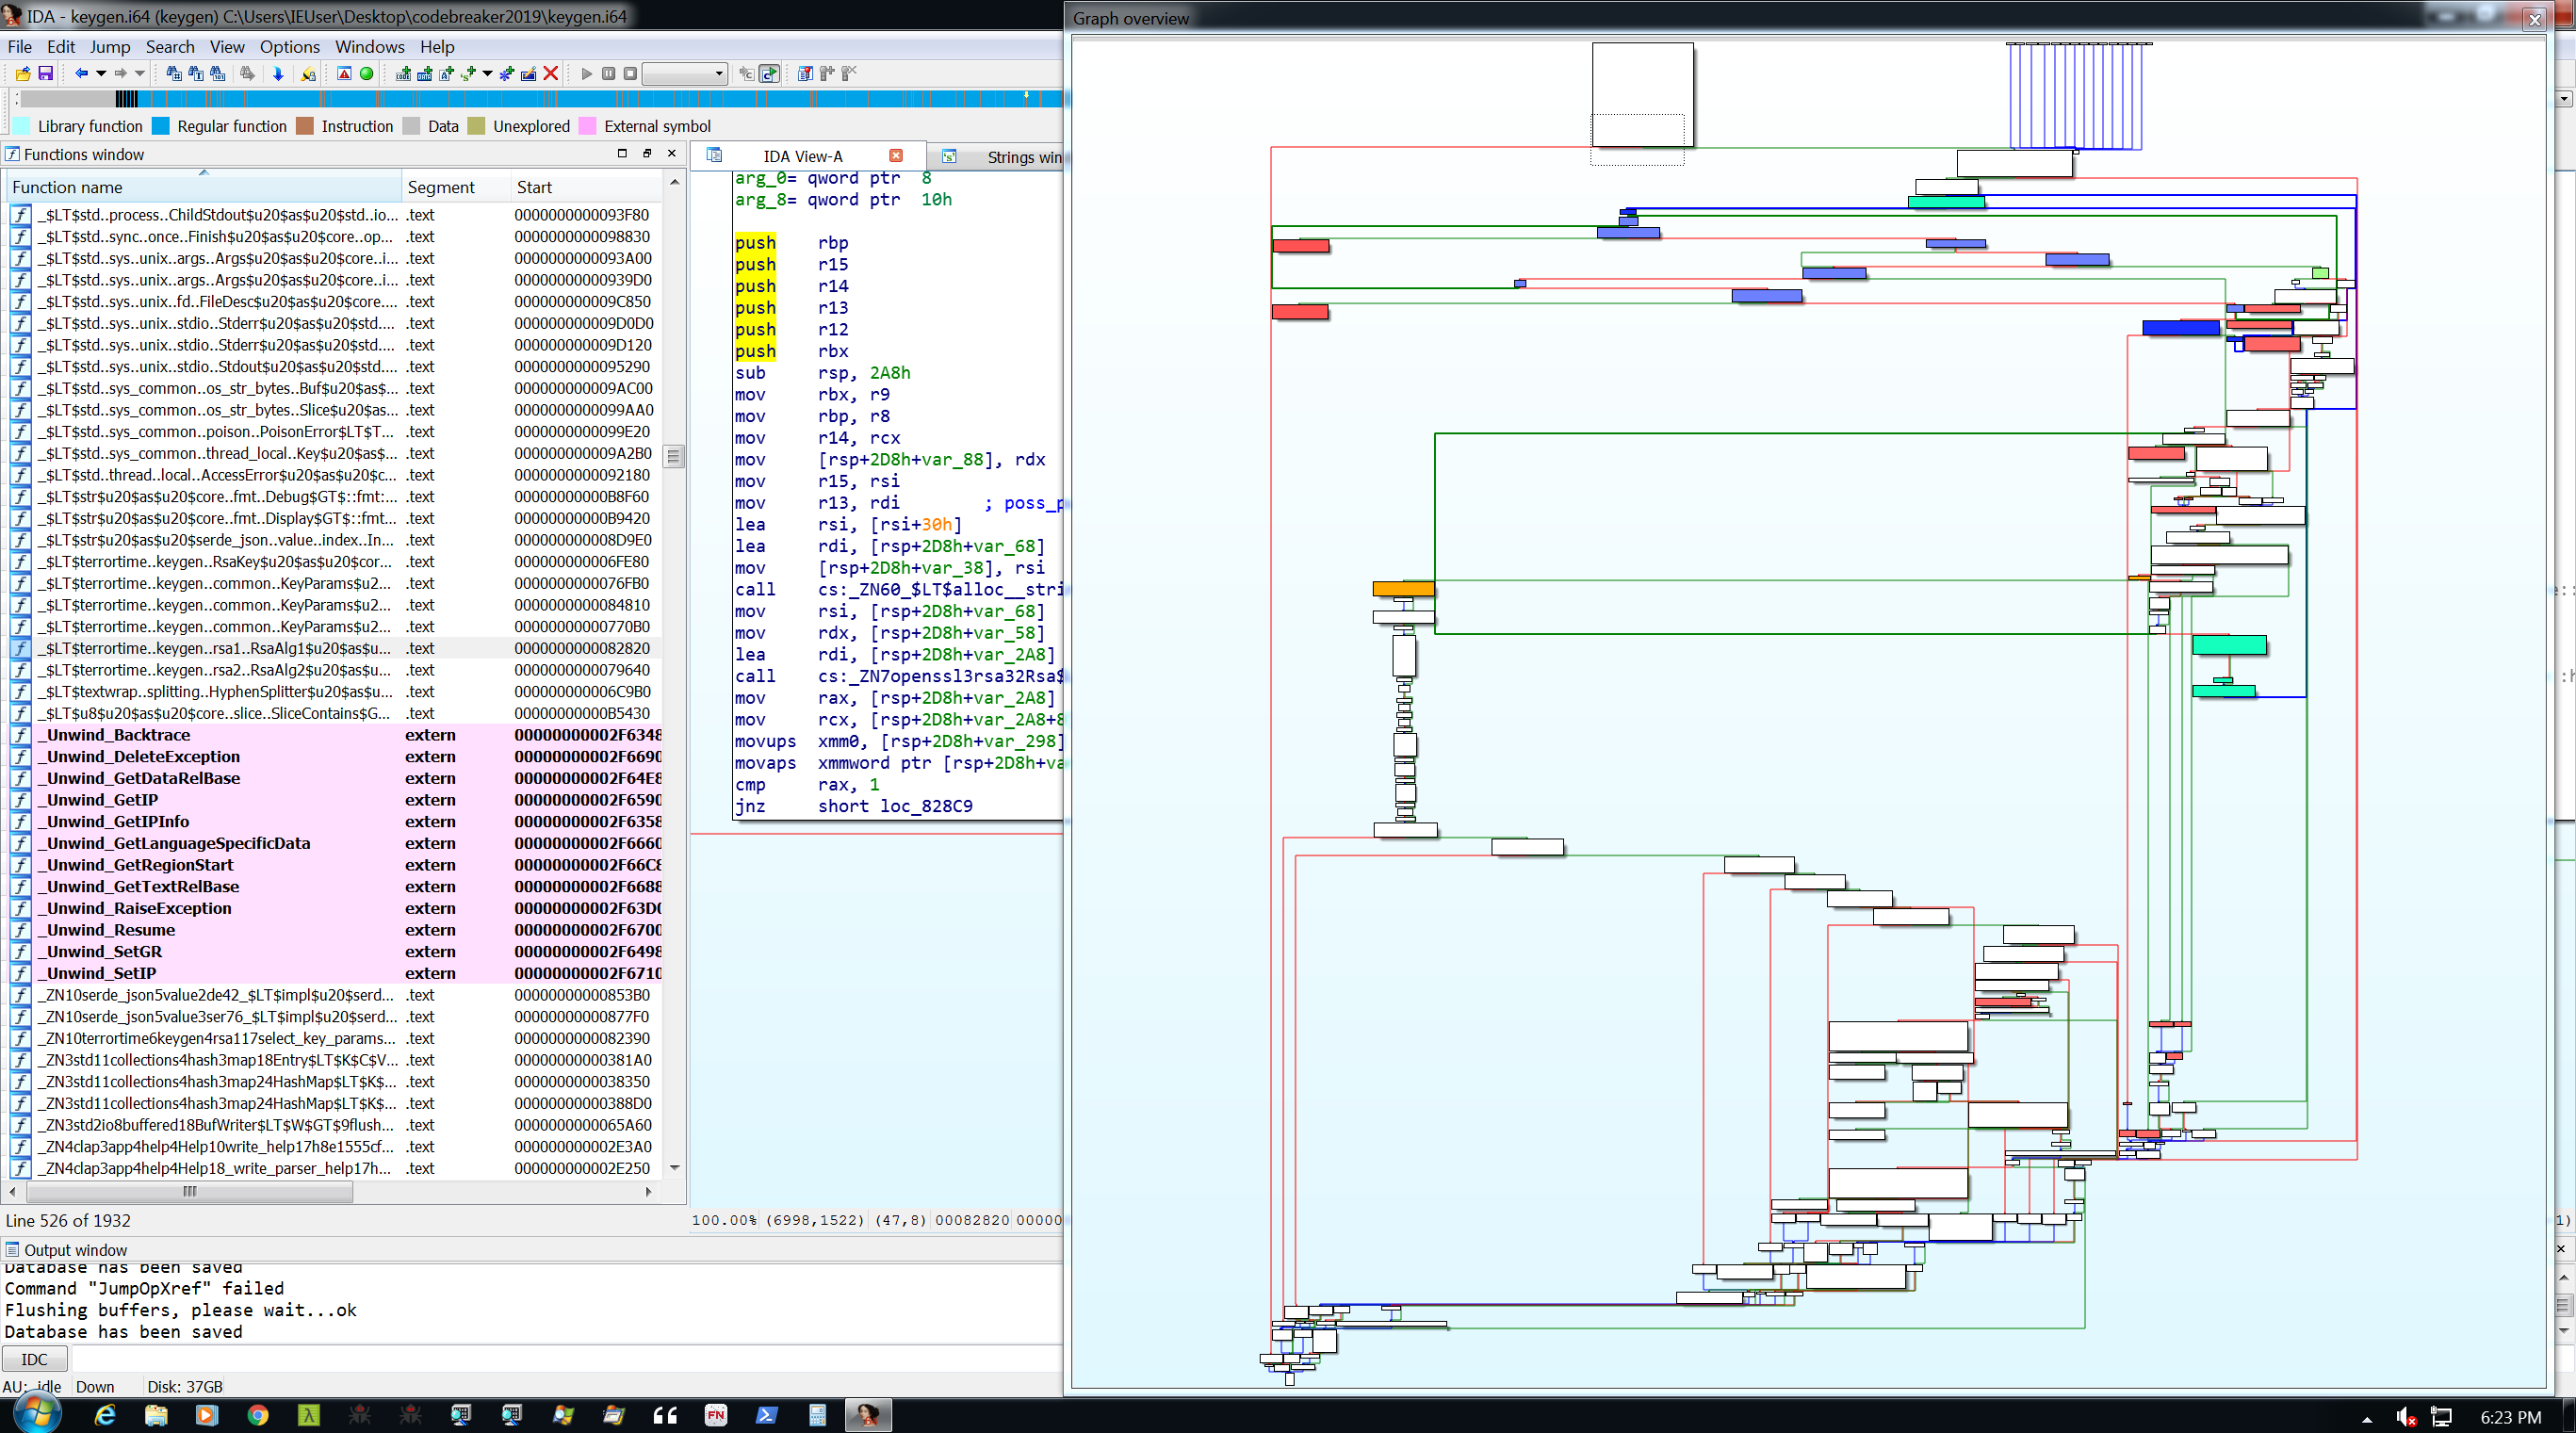 IDA - keygen.i64 (keygen) C:\Users\IEUser\Desktop\codebreaker2019\keygen.i64
Graph overview
File Edit Jump Search View Options Windows Help
Library function Regular function Instruction Data Unexplored External symbol
Functions window
IDA View-A
Strings win
Function name Segment Start
_$LT$std..process..ChildStdout$u20$as$u20$std..io... .text 0000000000093F80
_$LT$std..sync..once..Finish$u20$as$u20$core..op... .text 0000000000098830
_$LT$std..sys..unix..args..Args$u20$as$u20$core..i... .text 0000000000093A00
_$LT$std..sys..unix..args..Args$u20$as$u20$core..i... .text 00000000000939D0
_$LT$std..sys..unix..fd..FileDesc$u20$as$u20$core.... .text 000000000009C850
_$LT$std..sys..unix..stdio..Stderr$u20$as$u20$std.... .text 000000000009D0D0
_$LT$std..sys..unix..stdio..Stderr$u20$as$u20$std.... .text 000000000009D120
_$LT$std..sys..unix..stdio..Stdout$u20$as$u20$std.... .text 0000000000095290
_$LT$std..sys_common..os_str_bytes..Buf$u20$as$... .text 000000000009AC00
_$LT$std..sys_common..os_str_bytes..Slice$u20$as... .text 0000000000099AA0
_$LT$std..sys_common..poison..PoisonError$LT$T... .text 0000000000099E20
_$LT$std..sys_common..thread_local..Key$u20$as$... .text 000000000009A2B0
_$LT$std..thread..local..AccessError$u20$as$u20$c... .text 0000000000092180
_$LT$str$u20$as$u20$core..fmt..Debug$GT$::fmt:... .text 00000000000B8F60
_$LT$str$u20$as$u20$core..fmt..Display$GT$::fmt... .text 00000000000B9420
_$LT$str$u20$as$u20$serde_json..value..index..In... .text 000000000008D9E0
_$LT$terrortime..keygen..RsaKey$u20$as$u20$cor... .text 000000000006FE80
_$LT$terrortime..keygen..common..KeyParams$u2... .text 0000000000076FB0
_$LT$terrortime..keygen..common..KeyParams$u2... .text 0000000000084810
_$LT$terrortime..keygen..common..KeyParams$u2... .text 00000000000770B0
_$LT$terrortime..keygen..rsa1..RsaAlg1$u20$as$u... .text 0000000000082820
_$LT$terrortime..keygen..rsa2..RsaAlg2$u20$as$u... .text 0000000000079640
_$LT$textwrap..splitting..HyphenSplitter$u20$as$u... .text 000000000006C9B0
_$LT$u8$u20$as$u20$core..slice..SliceContains$G... .text 00000000000B5430
_Unwind_Backtrace extern 00000000002F6348
_Unwind_DeleteException extern 00000000002F6690
_Unwind_GetDataRelBase extern 00000000002F64E8
_Unwind_GetIP extern 00000000002F6590
_Unwind_GetIPInfo extern 00000000002F6358
_Unwind_GetLanguageSpecificData extern 00000000002F6660
_Unwind_GetRegionStart extern 00000000002F66C8
_Unwind_GetTextRelBase extern 00000000002F6688
_Unwind_RaiseException extern 00000000002F63D0
_Unwind_Resume extern 00000000002F6700
_Unwind_SetGR extern 00000000002F6498
_Unwind_SetIP extern 00000000002F6710
_ZN10serde_json5value2de42_$LT$impl$u20$serd... .text 00000000000853B0
_ZN10serde_json5value3ser76_$LT$impl$u20$serd... .text 00000000000877F0
_ZN10terrortime6keygen4rsa117select_key_params... .text 0000000000082390
_ZN3std11collections4hash3map18Entry$LT$K$C$V... .text 00000000000381A0
_ZN3std11collections4hash3map24HashMap$LT$K$... .text 0000000000038350
_ZN3std11collections4hash3map24HashMap$LT$K$... .text 00000000000388D0
_ZN3std2io8buffered18BufWriter$LT$W$GT$9flush... .text 0000000000065A60
_ZN4clap3app4help4Help10write_help17h8e1555cf... .text 000000000002E3A0
_ZN4clap3app4help4Help18_write_parser_help17h... .text 000000000002E250
Line 526 of 1932
arg_0= qword ptr 8
arg_8= qword ptr 10h
push rbp
push r15
push r14
push r13
push r12
push rbx
sub rsp, 2A8h
mov rbx, r9
mov rbp, r8
mov r14, rcx
mov [rsp+2D8h+var_88], rdx
mov r15, rsi
mov r13, rdi ; poss_p
lea rsi, [rsi+30h]
lea rdi, [rsp+2D8h+var_68]
mov [rsp+2D8h+var_38], rsi
call cs:_ZN60_$LT$alloc__stri
mov rsi, [rsp+2D8h+var_68]
mov rdx, [rsp+2D8h+var_58]
lea rdi, [rsp+2D8h+var_2A8]
call cs:_ZN7openssl3rsa32Rsa$
mov rax, [rsp+2D8h+var_2A8]
mov rcx, [rsp+2D8h+var_2A8+8
movups xmm0, [rsp+2D8h+var_298]
movaps xmmword ptr [rsp+2D8h+va
cmp rax, 1
jnz short loc_828C9
100.00% (6998,1522) (47,8) 00082820 00000
Output window
Database has been saved
Command "JumpOpXref" failed
Flushing buffers, please wait...ok
Database has been saved
IDC
AU: idle Down Disk: 37GB
6:23 PM